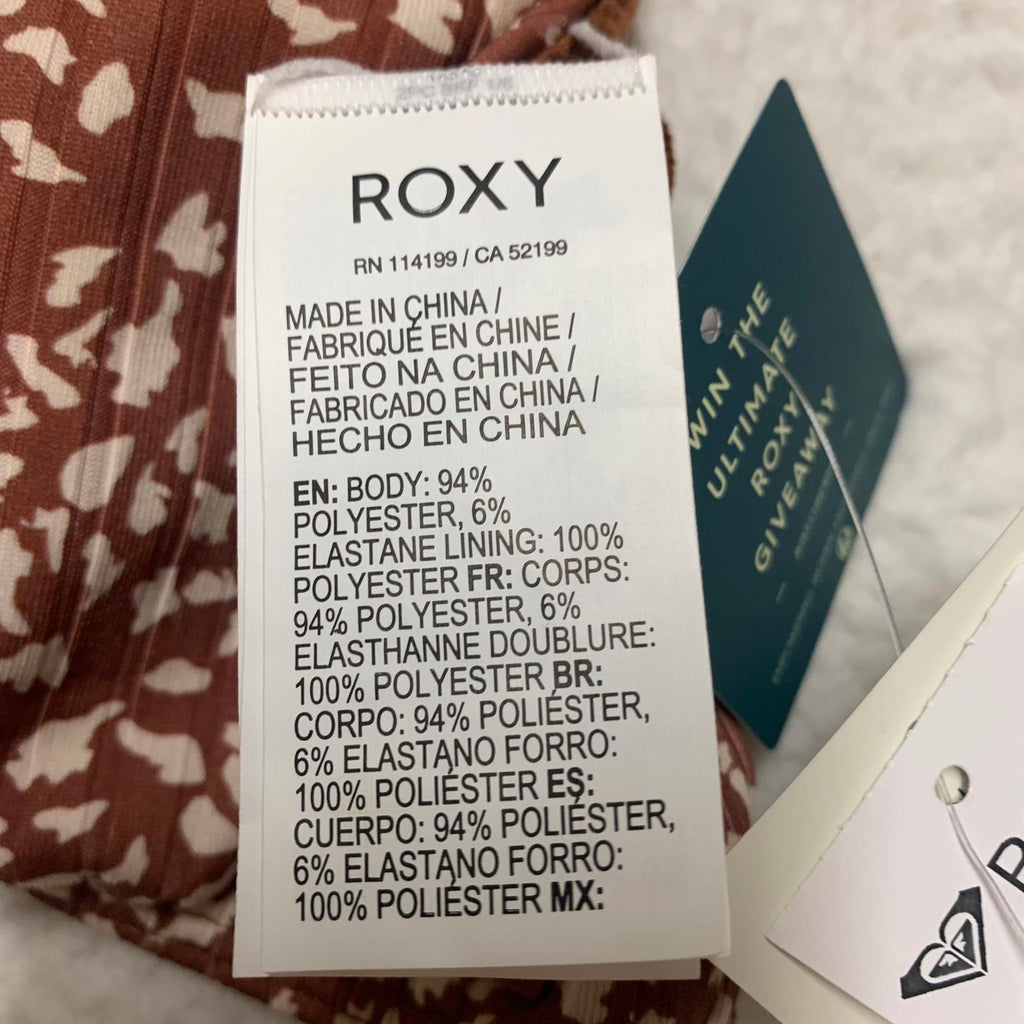 ROXY
RN 114199 / CA 52199
MADE IN CHINA /
FABRIQUÉ EN CHINE /
FEITO NA CHINA /
FABRICADO EN CHINA /
HECHO EN CHINA
EN: BODY: 94%
POLYESTER, 6%
ELASTANE LINING: 100%
POLYESTER FR: CORPS:
94% POLYESTER, 6%
ELASTHANNE DOUBLURE:
100% POLYESTER BR:
CORPO: 94% POLIÉSTER,
6% ELASTANO FORRO:
100% POLIÉSTER ES:
CUERPO: 94% POLIÉSTER,
6% ELASTANO FORRO:
100% POLIÉSTER MX:
WIN THE
ULTIMATE
ROXY
GIVEAWAY